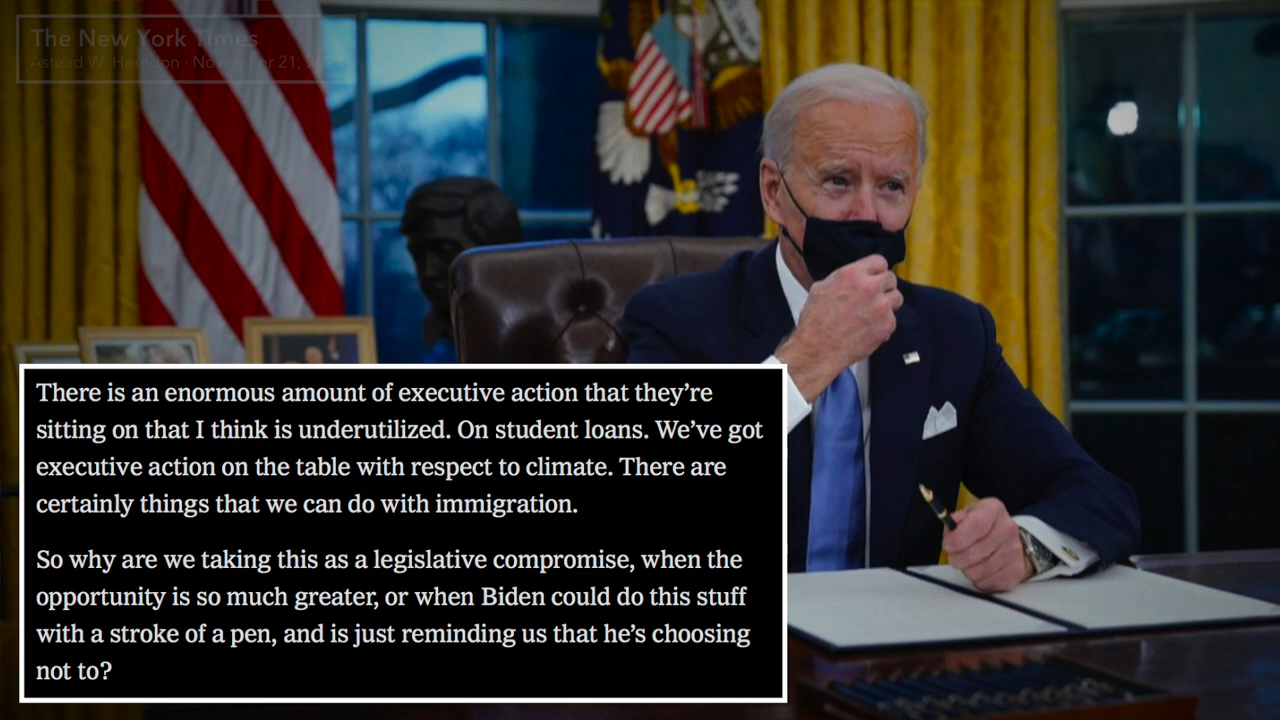 The New York Times
Astead W. Herndon · November 21,
There is an enormous amount of executive action that they’re
sitting on that I think is underutilized. On student loans. We’ve got
executive action on the table with respect to climate. There are
certainly things that we can do with immigration.
So why are we taking this as a legislative compromise, when the
opportunity is so much greater, or when Biden could do this stuff
with a stroke of a pen, and is just reminding us that he’s choosing
not to?